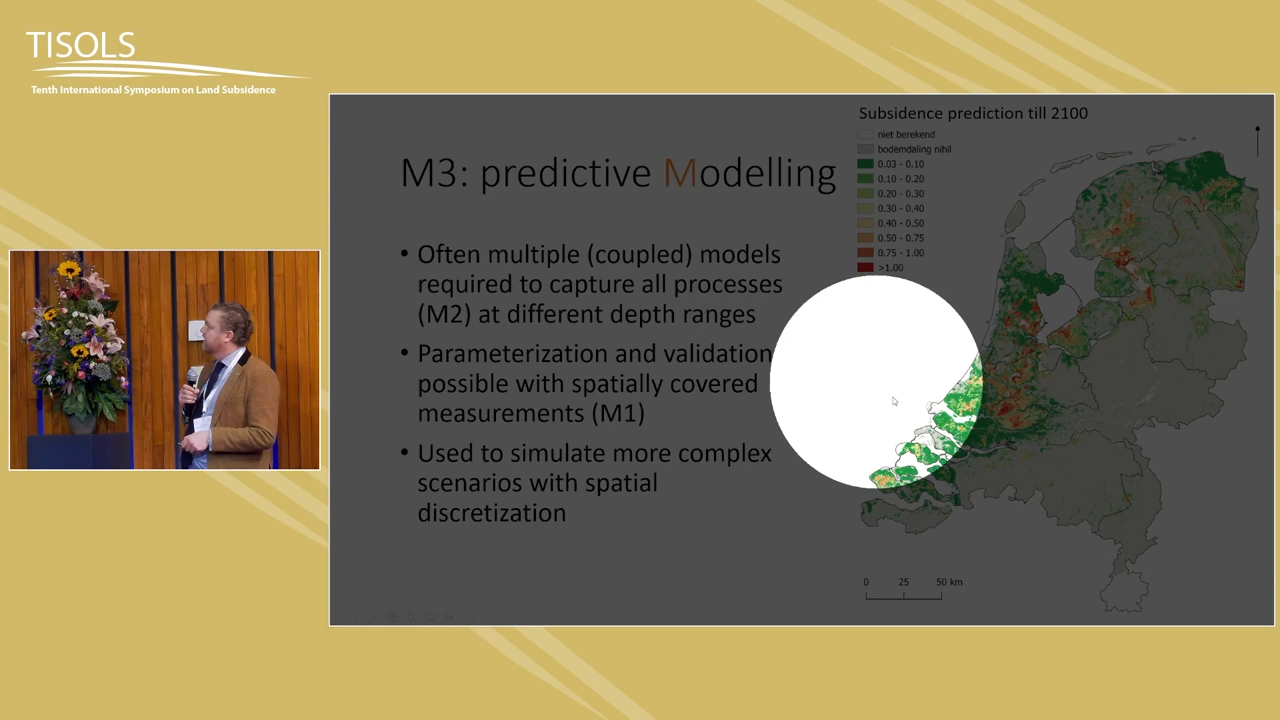 TISOLS
Tenth International Symposium on Land Subsidence
Subsidence prediction till 2100
niet berekend
bodemdaling nihil
0.03 - 0.10
0.10 - 0.20
0.20 - 0.30
0.30 - 0.40
0.40 - 0.50
0.50 - 0.75
0.75 - 1.00
>1.00
M3: predictive Modelling
• Often multiple (coupled) models
required to capture all processes
(M2) at different depth ranges
• Parameterization and validation
possible with spatially covered
measurements (M1)
• Used to simulate more complex
scenarios with spatial
discretization
0 25 50 km